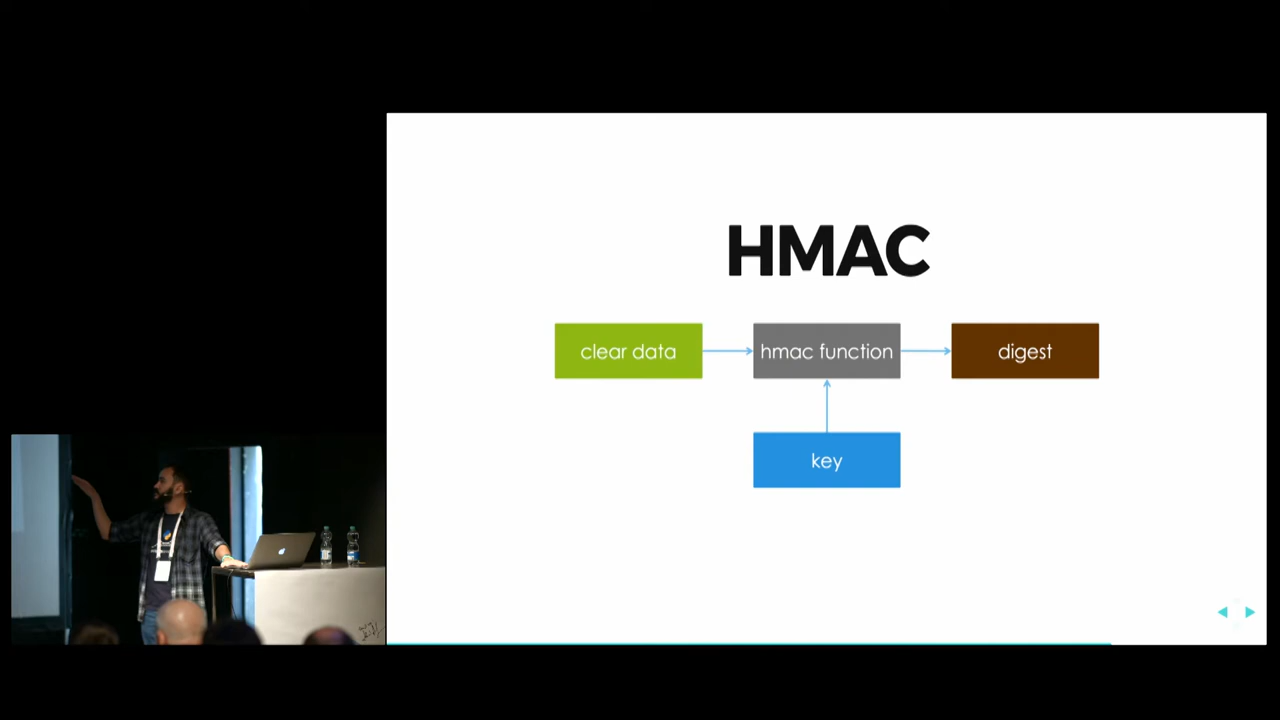 HMAC
clear data
hmac function
digest
key